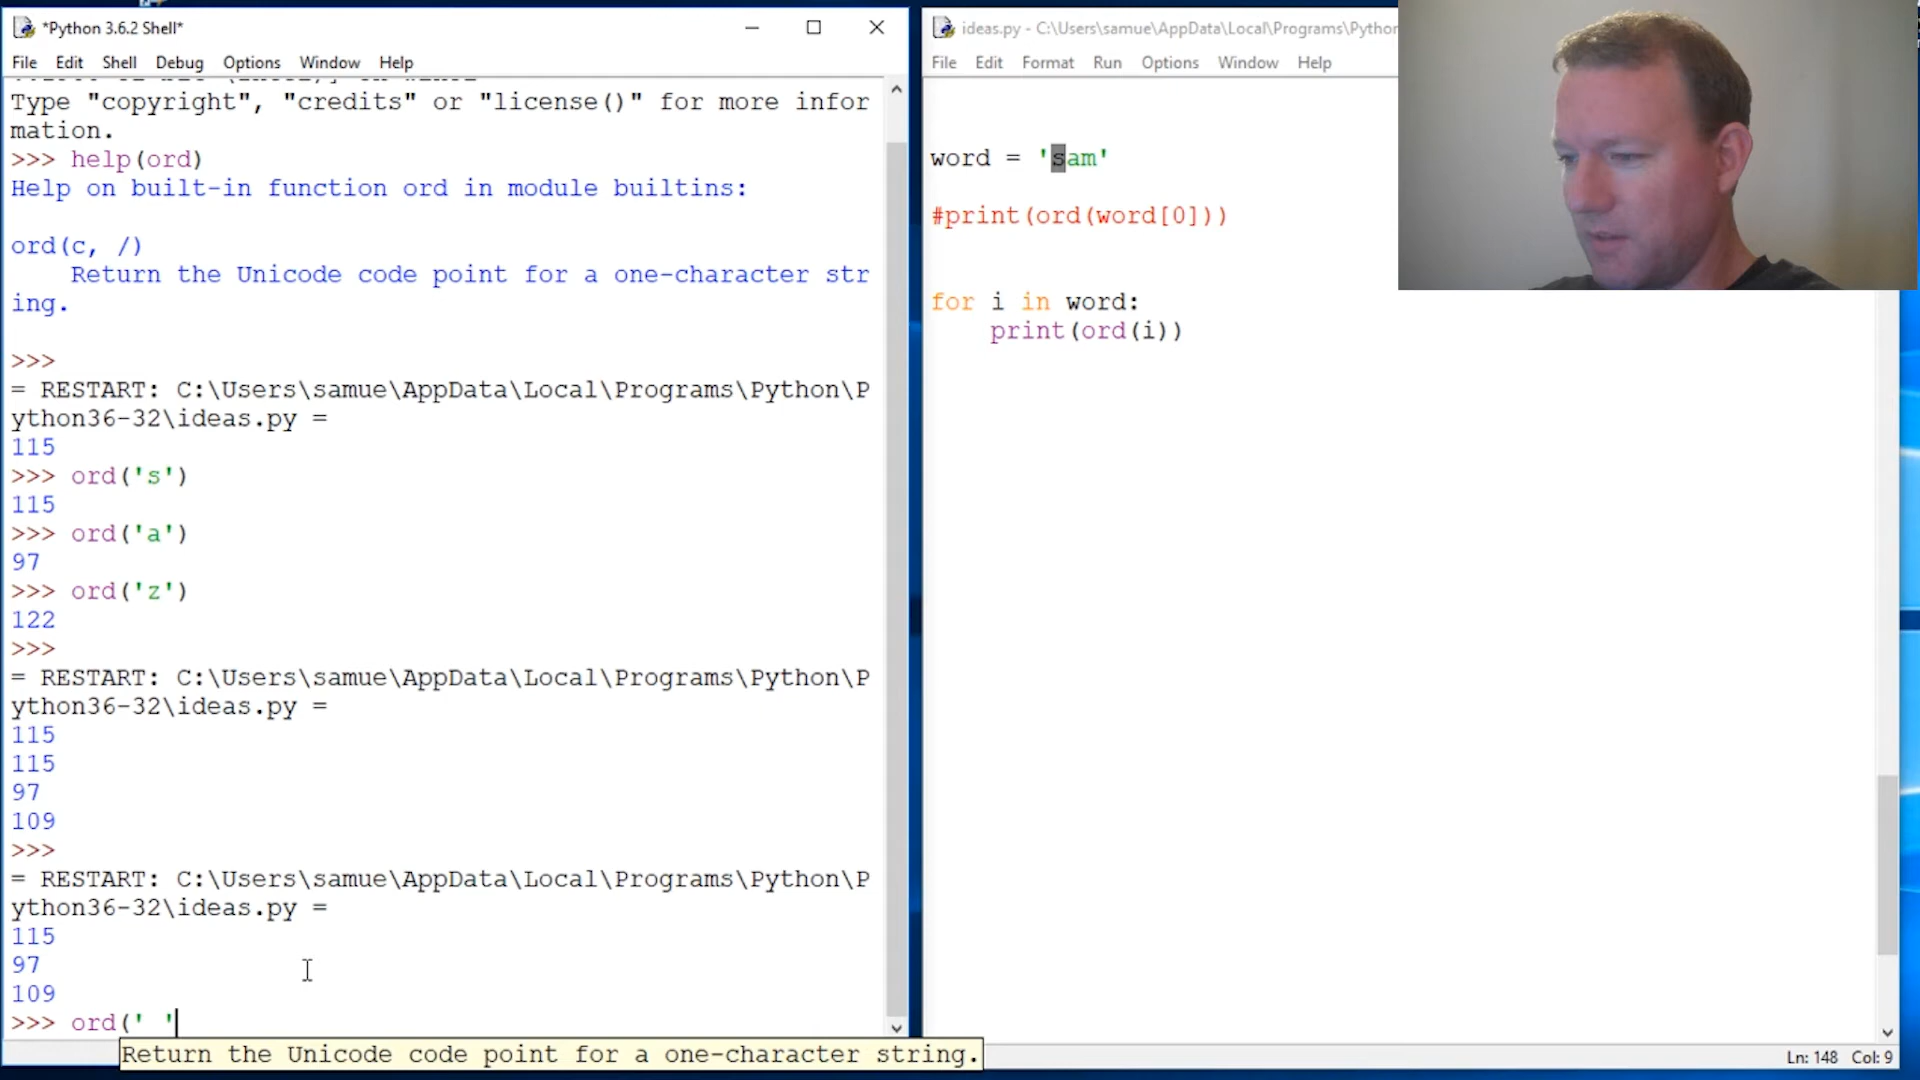 *Python 3.6.2 Shell*
File Edit Shell Debug Options Window Help
Type "copyright", "credits" or "license()" for more infor
mation.
>>> help(ord)
Help on built-in function ord in module builtins:
ord(c, /)
Return the Unicode code point for a one-character str
ing.
>>>
= RESTART: C:\Users\samue\AppData\Local\Programs\Python\P
ython36-32\ideas.py =
115
>>> ord('s')
115
>>> ord('a')
97
>>> ord('z')
122
>>>
= RESTART: C:\Users\samue\AppData\Local\Programs\Python\P
ython36-32\ideas.py =
115
115
97
109
>>>
= RESTART: C:\Users\samue\AppData\Local\Programs\Python\P
ython36-32\ideas.py =
115
97
109
>>> ord(' '
Return the Unicode code point for a one-character string.
ideas.py - C:\Users\samue\AppData\Local\Programs\Python
File Edit Format Run Options Window Help
word = 'sam'
#print(ord(word[0]))
for i in word:
print(ord(i))
Ln: 148 Col: 9